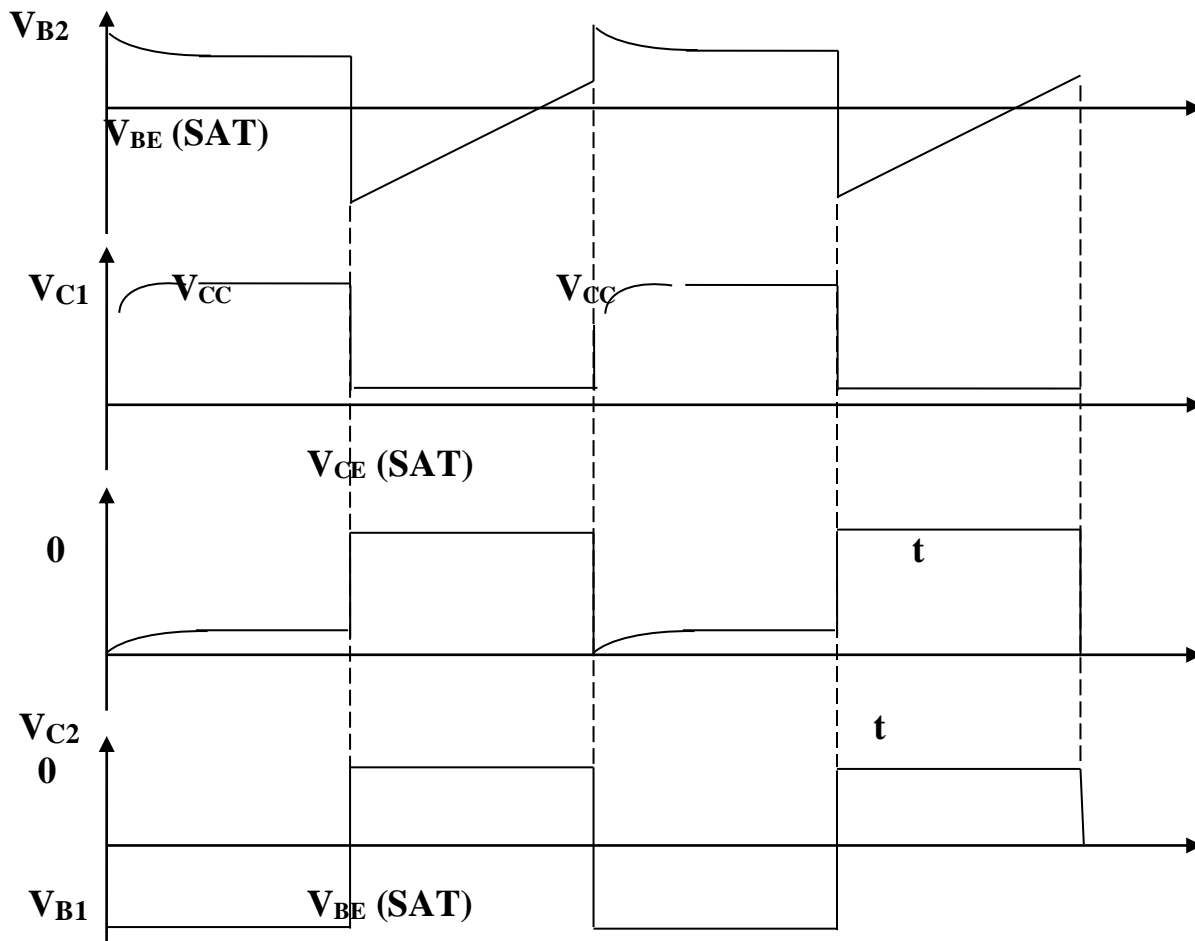 VB2
VBE (SAT)
VC1 VCC VCC
VCE (SAT)
0 t
VC2 t
0
VB1 VBE (SAT)